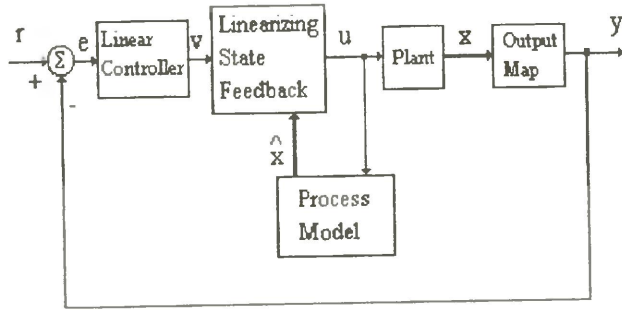 r
+
-
Σ
e
Linear
Controller
v
Linearizing
State
Feedback
u
Plant
x
Output
Map
y
^
x
Process
Model